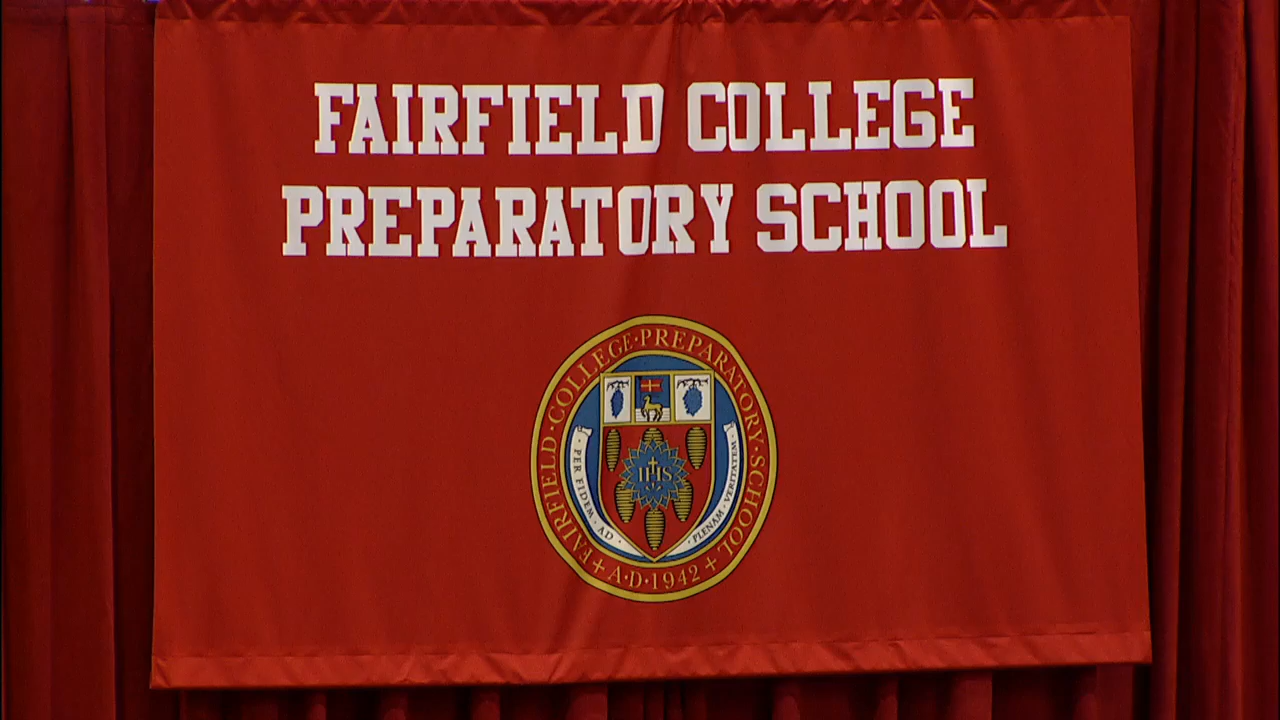 FAIRFIELD COLLEGE
PREPARATORY SCHOOL
FAIRFIELD·COLLEGE·PREPARATORY·SCHOOL
PER FIDEM · AD ·
· PLENAM · VERITATEM ·
IHS
+ A·D·1942 +